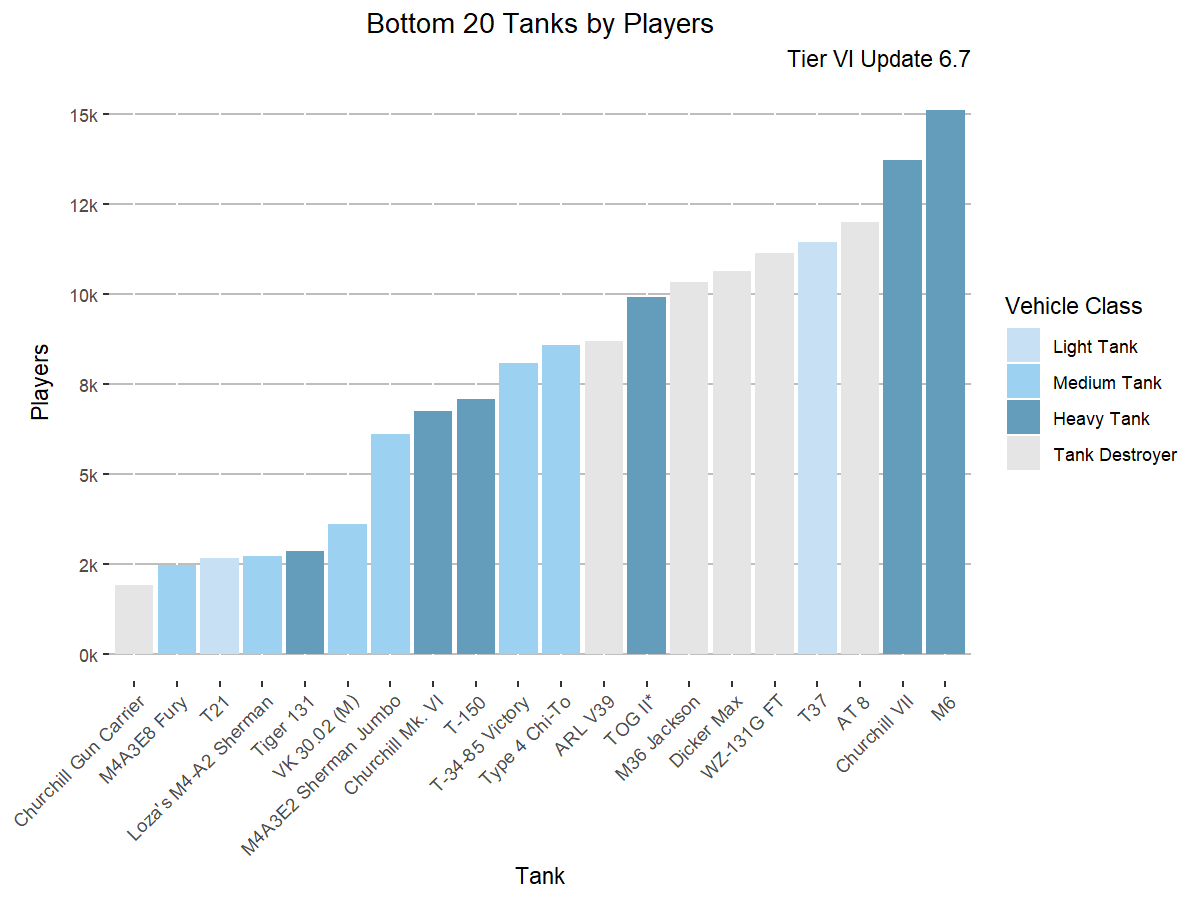 Bottom 20 Tanks by Players
Tier VI Update 6.7
Players
15k
12k
10k
8k
5k
2k
0k
Churchill Gun Carrier
M4A3E8 Fury
T21
Loza's M4-A2 Sherman
Tiger 131
VK 30.02 (M)
M4A3E2 Sherman Jumbo
Churchill Mk. VI
T-150
T-34-85 Victory
Type 4 Chi-To
ARL V39
TOG II*
M36 Jackson
Dicker Max
WZ-131G FT
T37
AT 8
Churchill VII
M6
Tank
Vehicle Class
Light Tank
Medium Tank
Heavy Tank
Tank Destroyer